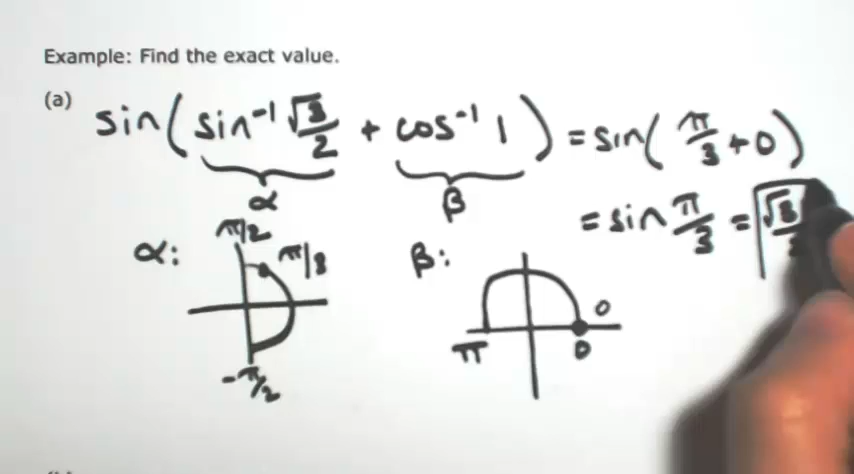 Example: Find the exact value.
(a) sin(sin⁻¹ √3/2 + cos⁻¹ 1) = sin(π/3 + 0)
α β = sin π/3 = √3/2
α: π/2 π/3 β: 0
π 0
-π/2